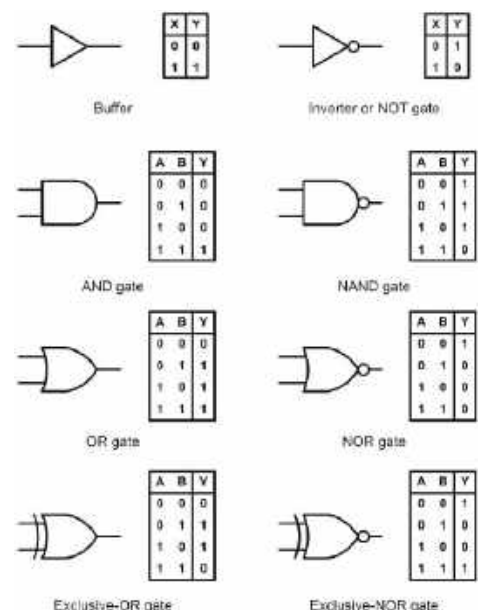 X Y X Y
0 0 0 1
1 1 1 0
Buffer Inverter or NOT gate
A B Y A B Y
0 0 0 0 0 1
0 1 0 0 1 1
1 0 0 1 0 1
1 1 1 1 1 0
AND gate NAND gate
A B Y A B Y
0 0 0 0 0 1
0 1 1 0 1 0
1 0 1 1 0 0
1 1 1 1 1 0
OR gate NOR gate
A B Y A B Y
0 0 0 0 0 1
0 1 1 0 1 0
1 0 1 1 0 0
1 1 0 1 1 1
Exclusive-OR gate Exclusive-NOR gate